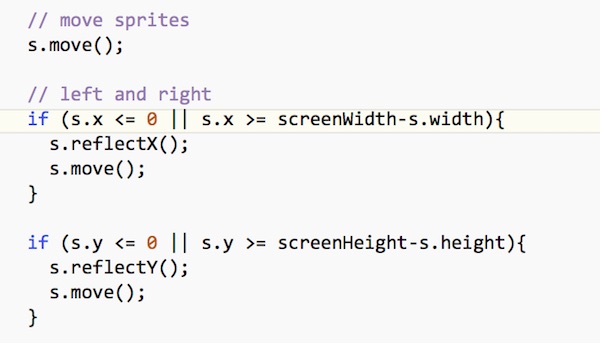 // move sprites
s.move();
// left and right
if (s.x <= 0 || s.x >= screenWidth-s.width){
s.reflectX();
s.move();
}
if (s.y <= 0 || s.y >= screenHeight-s.height){
s.reflectY();
s.move();
}